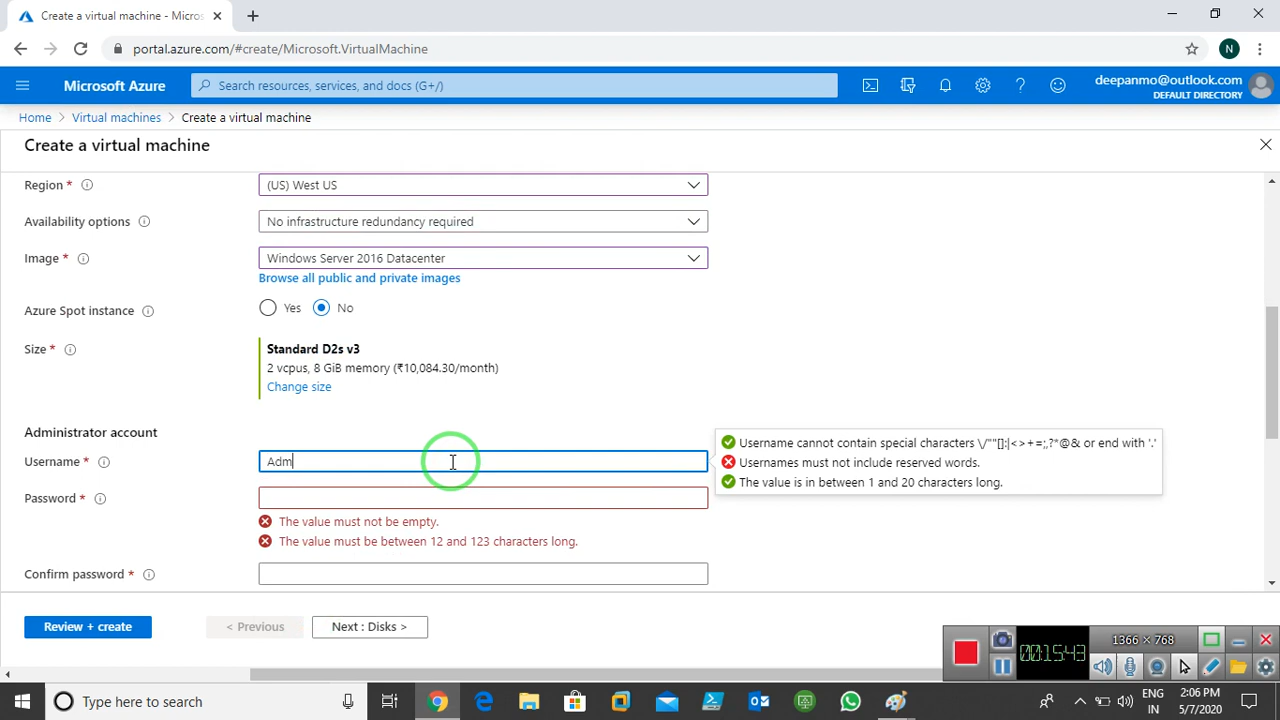 Create a virtual machine - Micros
portal.azure.com/#create/Microsoft.VirtualMachine
N
Microsoft Azure
Search resources, services, and docs (G+/)
deepanmo@outlook.com
DEFAULT DIRECTORY
Home > Virtual machines > Create a virtual machine
Create a virtual machine
Region * (US) West US
Availability options No infrastructure redundancy required
Image * Windows Server 2016 Datacenter
Browse all public and private images
Azure Spot instance Yes No
Size * Standard D2s v3
2 vcpus, 8 GiB memory (₹10,084.30/month)
Change size
Administrator account
Username * Adm
Username cannot contain special characters \/""[]:|<>+=;,?*@& or end with '.'
Usernames must not include reserved words.
The value is in between 1 and 20 characters long.
Password *
The value must not be empty.
The value must be between 12 and 123 characters long.
Confirm password *
Review + create
< Previous
Next : Disks >
1366 × 768
00:15:43
Type here to search
ENG
IN
2:06 PM
5/7/2020